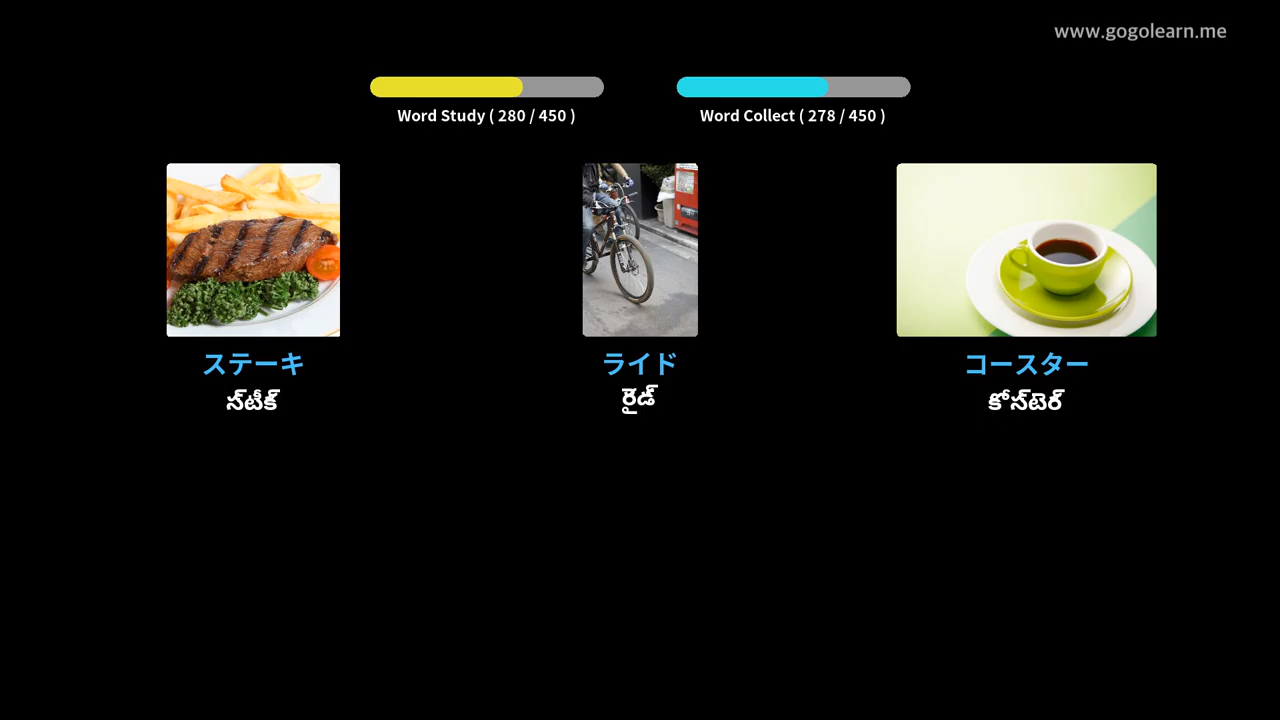 www.gogolearn.me
Word Study ( 280 / 450 )
Word Collect ( 278 / 450 )
ステーキ
ライド
コースター
స్టీక్
రైడ్
కోస్టెర్